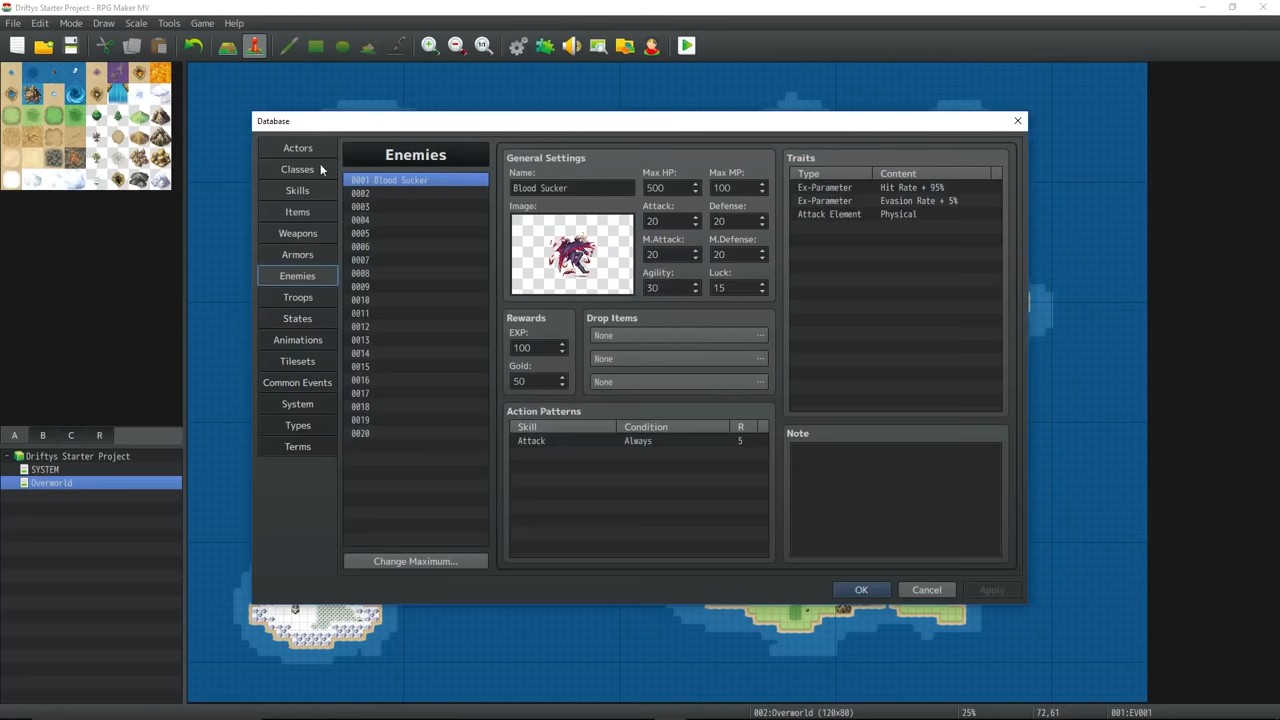 Driftys Starter Project - RPG Maker MV
File Edit Mode Draw Scale Tools Game Help
Database
Actors
Classes
Skills
Items
Weapons
Armors
Enemies
Troops
States
Animations
Tilesets
Common Events
System
Types
Terms
Enemies
0001 Blood Sucker
0002
0003
0004
0005
0006
0007
0008
0009
0010
0011
0012
0013
0014
0015
0016
0017
0018
0019
0020
Change Maximum...
General Settings
Name:
Blood Sucker
Image:
Max HP: Max MP:
500 100
Attack: Defense:
20 20
M.Attack: M.Defense:
20 20
Agility: Luck:
30 15
Rewards
EXP:
100
Gold:
50
Drop Items
None ...
None ...
None ...
Action Patterns
Skill Condition R
Attack Always 5
Traits
Type Content
Ex-Parameter Hit Rate + 95%
Ex-Parameter Evasion Rate + 5%
Attack Element Physical
Note
OK Cancel Apply
A B C R
Driftys Starter Project
SYSTEM
Overworld
002:Overworld (120x80) 25% 72,61 001:EV001